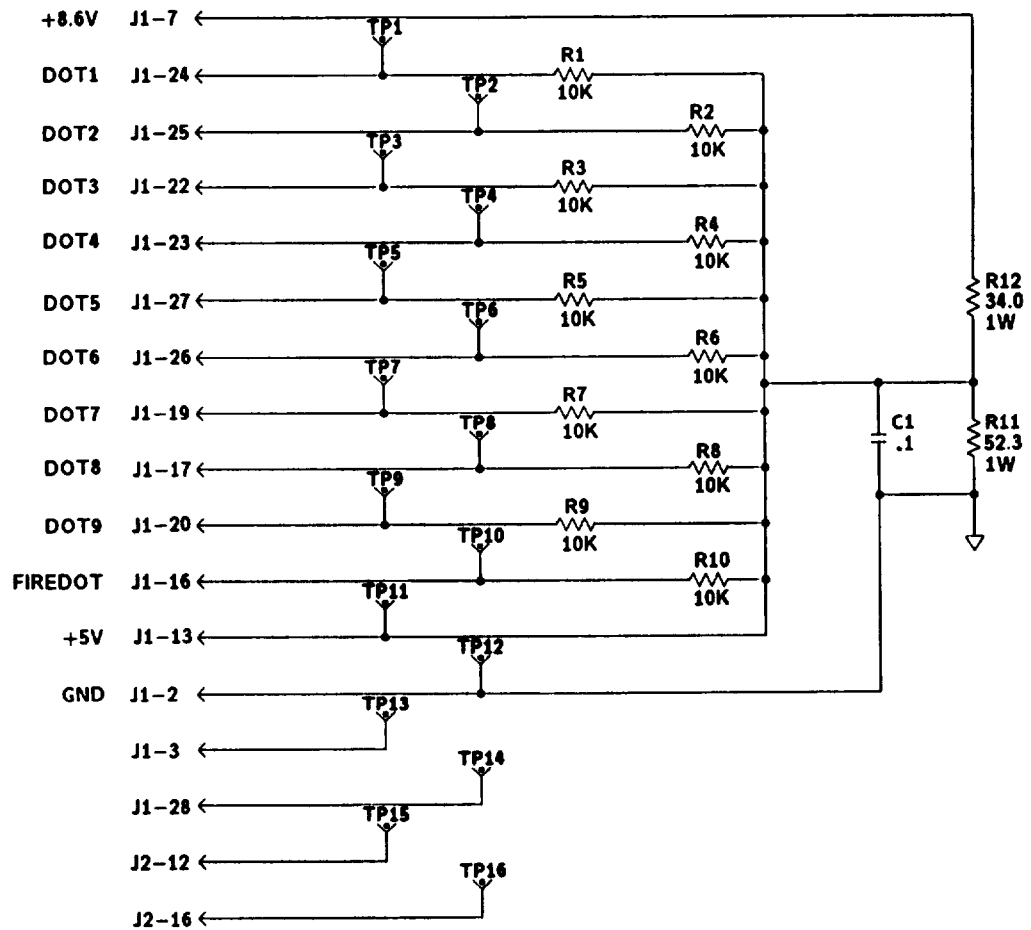 +8.6V J1-7
TP1
DOT1 J1-24
R1
10K
TP2
DOT2 J1-25
R2
10K
TP3
DOT3 J1-22
R3
10K
TP4
DOT4 J1-23
R4
10K
TP5
DOT5 J1-27
R5
10K
TP6
DOT6 J1-26
R6
10K
TP7
DOT7 J1-19
R7
10K
TP8
DOT8 J1-17
R8
10K
TP9
DOT9 J1-20
R9
10K
TP10
FIREDOT J1-16
R10
10K
TP11
+5V J1-13
TP12
GND J1-2
TP13
J1-3
TP14
J1-28
TP15
J2-12
TP16
J2-16
R12
34.0
1W
C1
.1
R11
52.3
1W